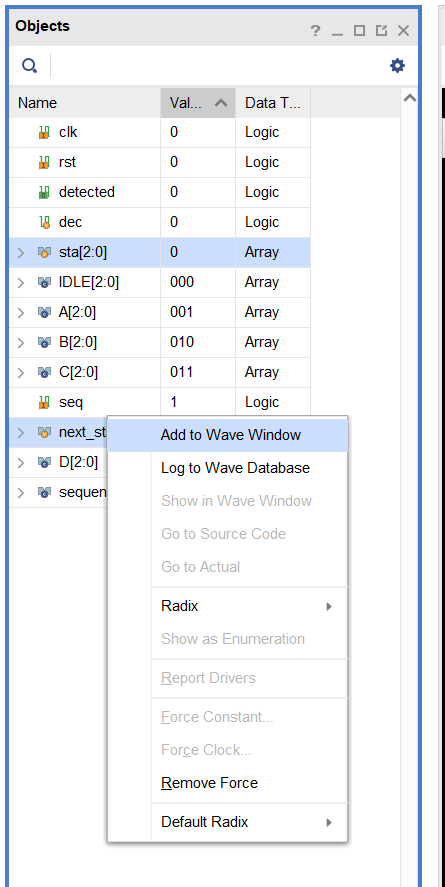 Objects
?
Name Val... Data T...
clk 0 Logic
rst 0 Logic
detected 0 Logic
dec 0 Logic
sta[2:0] 0 Array
IDLE[2:0] 000 Array
A[2:0] 001 Array
B[2:0] 010 Array
C[2:0] 011 Array
seq 1 Logic
next_st
D[2:0]
sequen
Add to Wave Window
Log to Wave Database
Show in Wave Window
Go to Source Code
Go to Actual
Radix
Show as Enumeration
Report Drivers
Force Constant...
Force Clock...
Remove Force
Default Radix